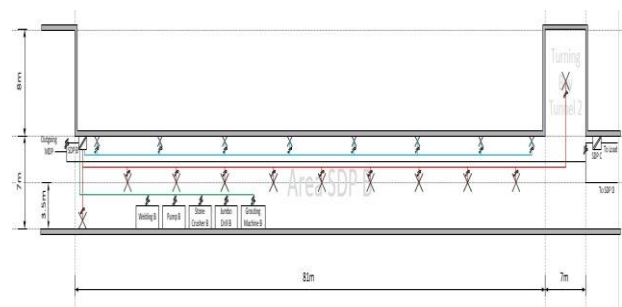 Turning
Bay
Tunnel 2
8m
7m
3.5m
Outgoing
MDP
SDP B
To Load
SDP C
To SDP D
Area SDP B
Welding B
Pump B
Stone
Crusher B
Jumbo
Drill B
Grouting
Machine B
81m
7m